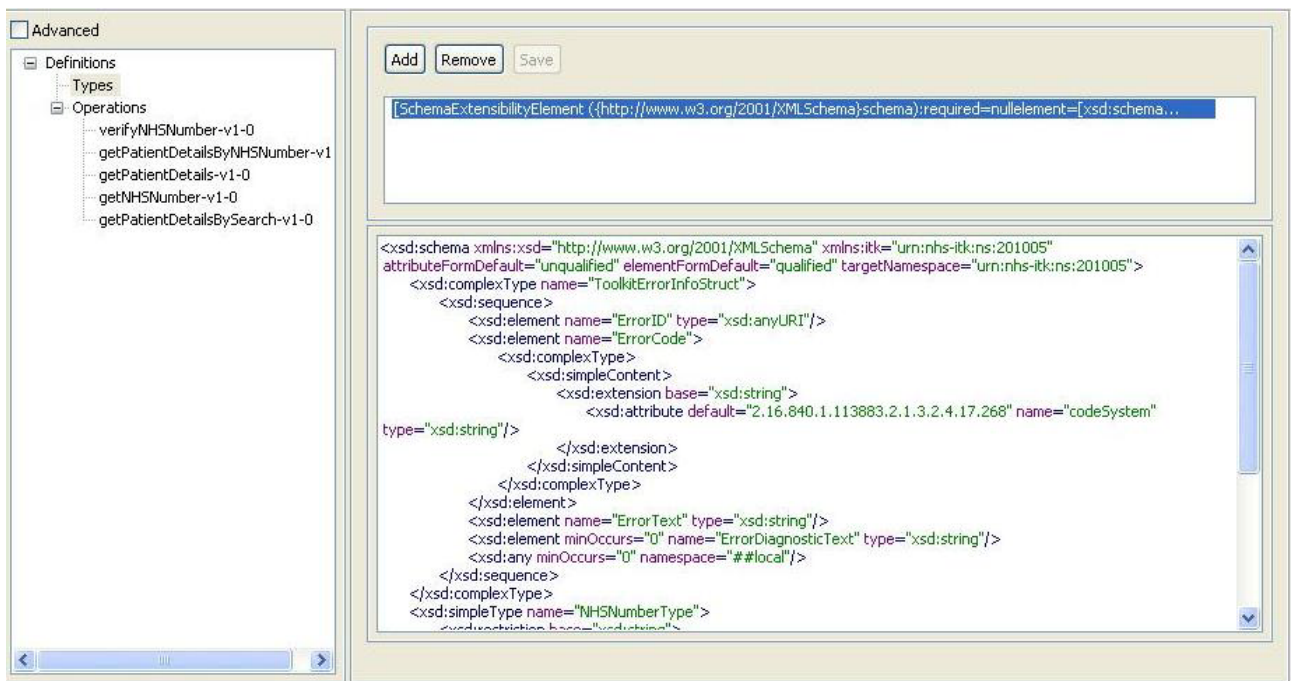 Advanced
Definitions
Types
Operations
verifyNHSNumber-v1-0
getPatientDetailsByNHSNumber-v1
getPatientDetails-v1-0
getNHSNumber-v1-0
getPatientDetailsBySearch-v1-0
Add Remove Save
[SchemaExtensibilityElement ({http://www.w3.org/2001/XMLSchema}schema):required=nullelement=[xsd:schema...
<xsd:schema xmlns:xsd="http://www.w3.org/2001/XMLSchema" xmlns:itk="urn:nhs-itk:ns:201005"
attributeFormDefault="unqualified" elementFormDefault="qualified" targetNamespace="urn:nhs-itk:ns:201005">
<xsd:complexType name="ToolkitErrorInfoStruct">
<xsd:sequence>
<xsd:element name="ErrorID" type="xsd:anyURI"/>
<xsd:element name="ErrorCode">
<xsd:complexType>
<xsd:simpleContent>
<xsd:extension base="xsd:string">
<xsd:attribute default="2.16.840.1.113883.2.1.3.2.4.17.268" name="codeSystem"
type="xsd:string"/>
</xsd:extension>
</xsd:simpleContent>
</xsd:complexType>
</xsd:element>
<xsd:element name="ErrorText" type="xsd:string"/>
<xsd:element minOccurs="0" name="ErrorDiagnosticText" type="xsd:string"/>
<xsd:any minOccurs="0" namespace="##local"/>
</xsd:sequence>
</xsd:complexType>
<xsd:simpleType name="NHSNumberType">
<xsd:restriction base="xsd:string">